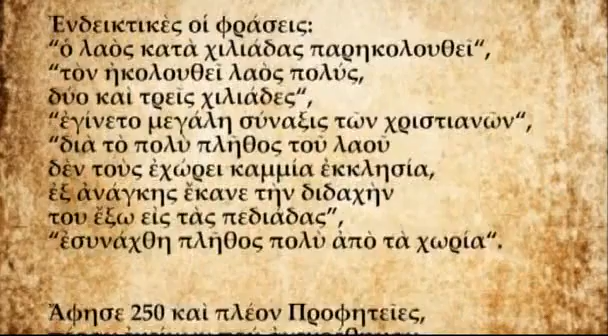 Ἐνδεικτικὲς οἱ φράσεις:
“ὁ λαὸς κατὰ χιλιάδας παρηκολουθεῖ“,
“τὸν ἠκολουθεῖ λαὸς πολύς,
δύο καὶ τρεῖς χιλιάδες“,
“ἐγίνετο μεγάλη σύναξις τῶν χριστιανῶν“,
“διὰ τὸ πολὺ πλῆθος τοῦ λαοῦ
δὲν τοὺς ἐχώρει καμμία ἐκκλησία,
ἐξ ἀνάγκης ἔκανε τὴν διδαχὴν
του ἔξω εἰς τὰς πεδιάδας”,
“ἐσυνάχθη πλῆθος πολὺ ἀπὸ τὰ χωρία“.
Ἄφησε 250 καὶ πλέον Προφητεῖες,